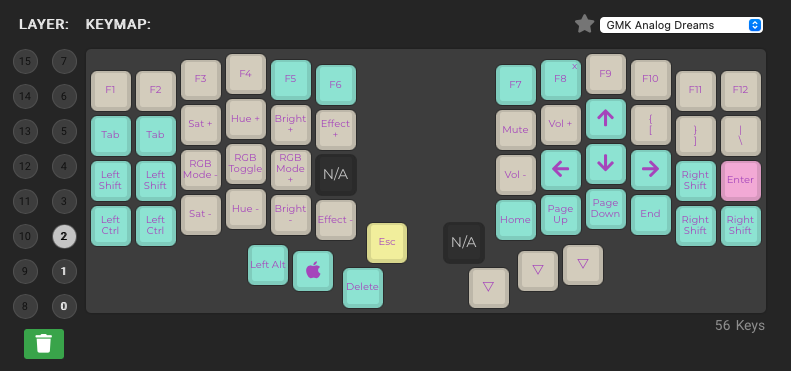 LAYER: KEYMAP: GMK Analog Dreams
15 7
14 6
13 5
12 4
11 3
10 2
9 1
8 0
F1 F2 F3 F4 F5 F6
Tab Tab Sat + Hue + Bright + Effect +
Left Shift Left Shift RGB Mode - RGB Toggle RGB Mode + N/A
Left Ctrl Left Ctrl Sat - Hue - Bright - Effect -
Left Alt Delete Esc
F7 F8 x F9 F10 F11 F12
Mute Vol + ↑ { [ } ] | \
Vol - ← ↓ → Right Shift Enter
Home Page Up Page Down End Right Shift Right Shift
N/A ▽ ▽ ▽
56 Keys